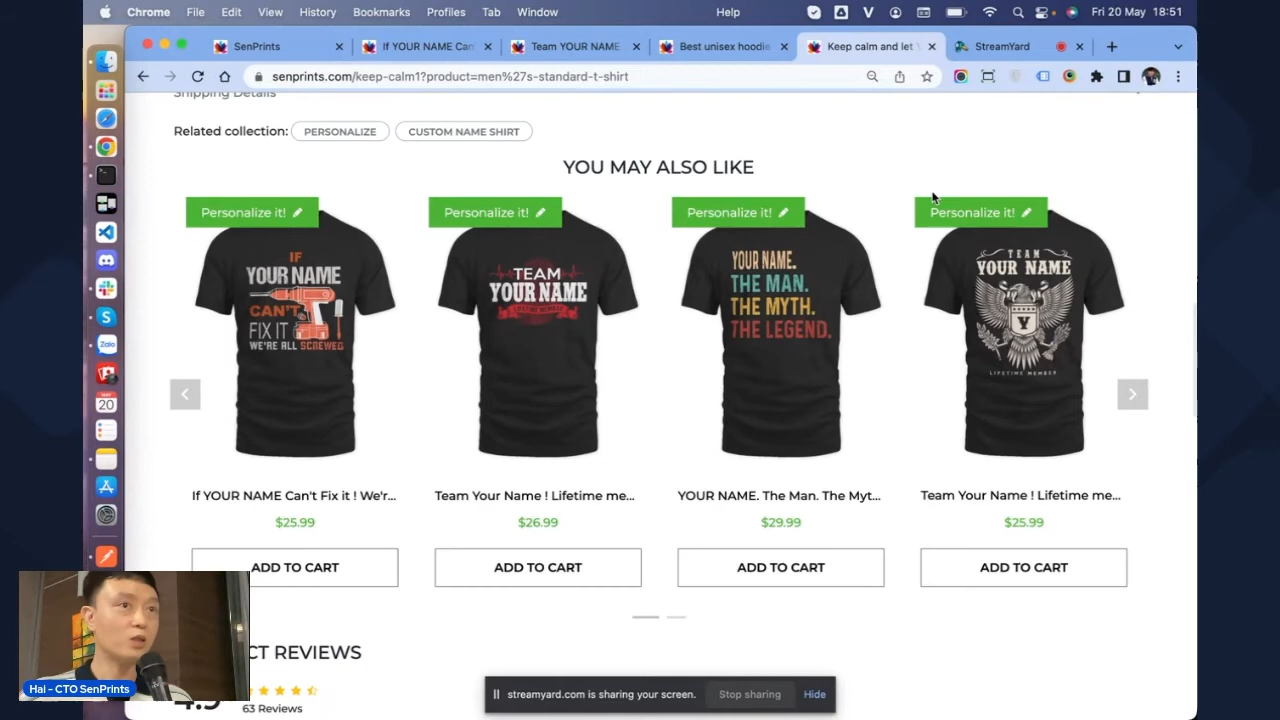 Chrome File Edit View History Bookmarks Profiles Tab Window Help Fri 20 May 18:51
SenPrints If YOUR NAME Can Team YOUR NAME Best unisex hoodie Keep calm and let Y StreamYard
senprints.com/keep-calm1?product=men%27s-standard-t-shirt
Shipping Details
Related collection: PERSONALIZE CUSTOM NAME SHIRT
YOU MAY ALSO LIKE
Personalize it! Personalize it! Personalize it! Personalize it!
IF
YOUR NAME
CAN'T
FIX IT
WE'RE ALL SCREWED
TEAM
YOUR NAME
LIFETIME MEMBER
YOUR NAME.
THE MAN.
THE MYTH.
THE LEGEND.
TEAM
YOUR NAME
Y
LIFETIME MEMBER
If YOUR NAME Can't Fix it ! We'r... Team Your Name ! Lifetime me... YOUR NAME. The Man. The Myt... Team Your Name ! Lifetime me...
$25.99 $26.99 $29.99 $25.99
ADD TO CART ADD TO CART ADD TO CART ADD TO CART
CT REVIEWS
4.9
63 Reviews
Zalo
MAY
20
Hai - CTO SenPrints
streamyard.com is sharing your screen. Stop sharing Hide